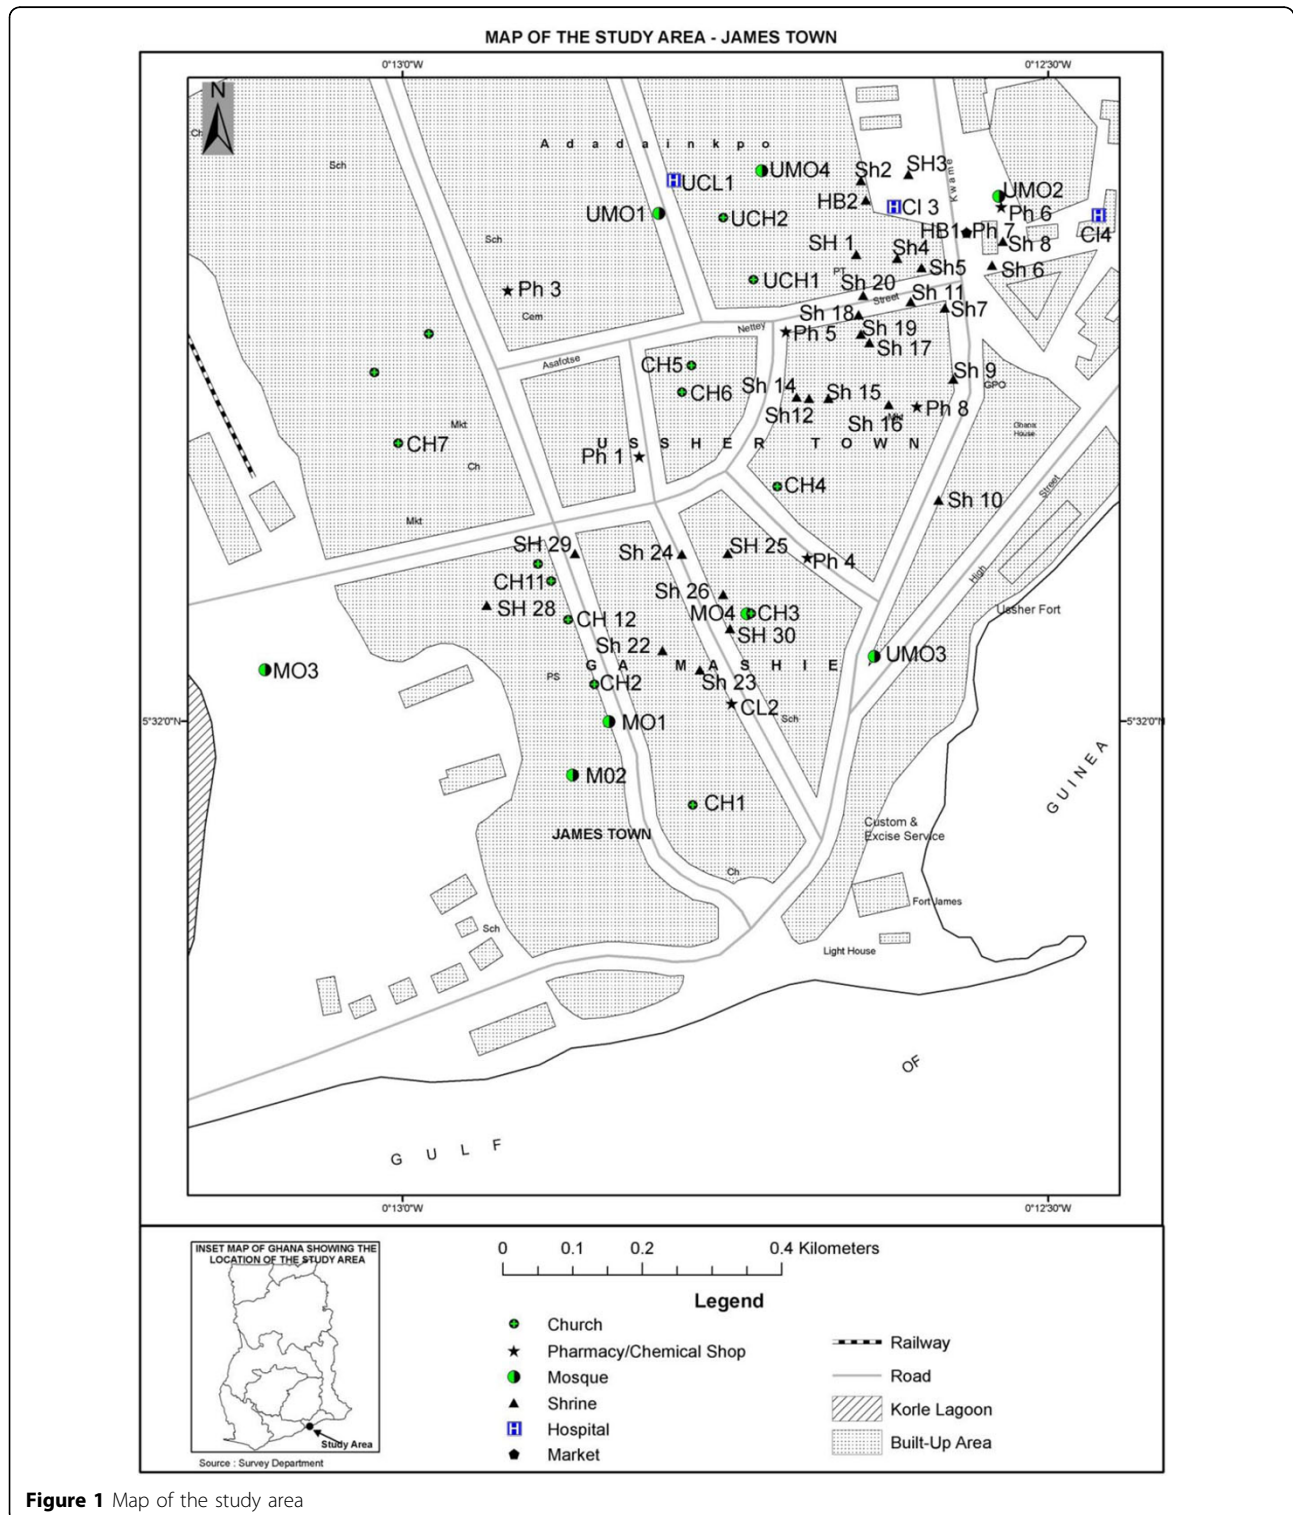 MAP OF THE STUDY AREA - JAMES TOWN
0°13'0"W
0°12'30"W
N
Ch
Sch
A d a d a i n k p o
Kwame
UCL1
UMO4
Sh2
SH3
UMO2
UMO1
UCH2
HB2
Cl 3
Ph 6
HB1
Ph 7
Cl4
Sch
SH 1
Sh4
Sh 8
PT
Sh5
Sh 6
Ph 3
UCH1
Sh 20
Street
Sh 11
Sh7
Cem
Sh 18
Nettey
Ph 5
Sh 19
Sh 17
Asafotse
CH5
CH6
Sh 14
Sh 15
Sh 9
GPO
Sh12
Sh 16
Mkt
Ph 8
Mkt
Ghana
House
CH7
U S S H E R T O W N
Ph 1
Ch
CH4
Street
Sh 10
Mkt
SH 29
Sh 24
SH 25
Ph 4
High
CH11
Sh 26
SH 28
CH 12
MO4
CH3
Ussher Fort
SH 30
Sh 22
UMO3
G A M A S H I E
MO3
PS
CH2
Sh 23
CL2
Sch
5°32'0"N
MO1
5°32'0"N
M02
GUINEA
CH1
JAMES TOWN
Custom &
Excise Service
Ch
Fort James
Sch
Light House
OF
G U L F
0°13'0"W
0°12'30"W
INSET MAP OF GHANA SHOWING THE
LOCATION OF THE STUDY AREA
Study Area
Source : Survey Department
0 0.1 0.2 0.4 Kilometers
Legend
Church
Pharmacy/Chemical Shop
Mosque
Shrine
Hospital
Market
Railway
Road
Korle Lagoon
Built-Up Area
Figure 1 Map of the study area